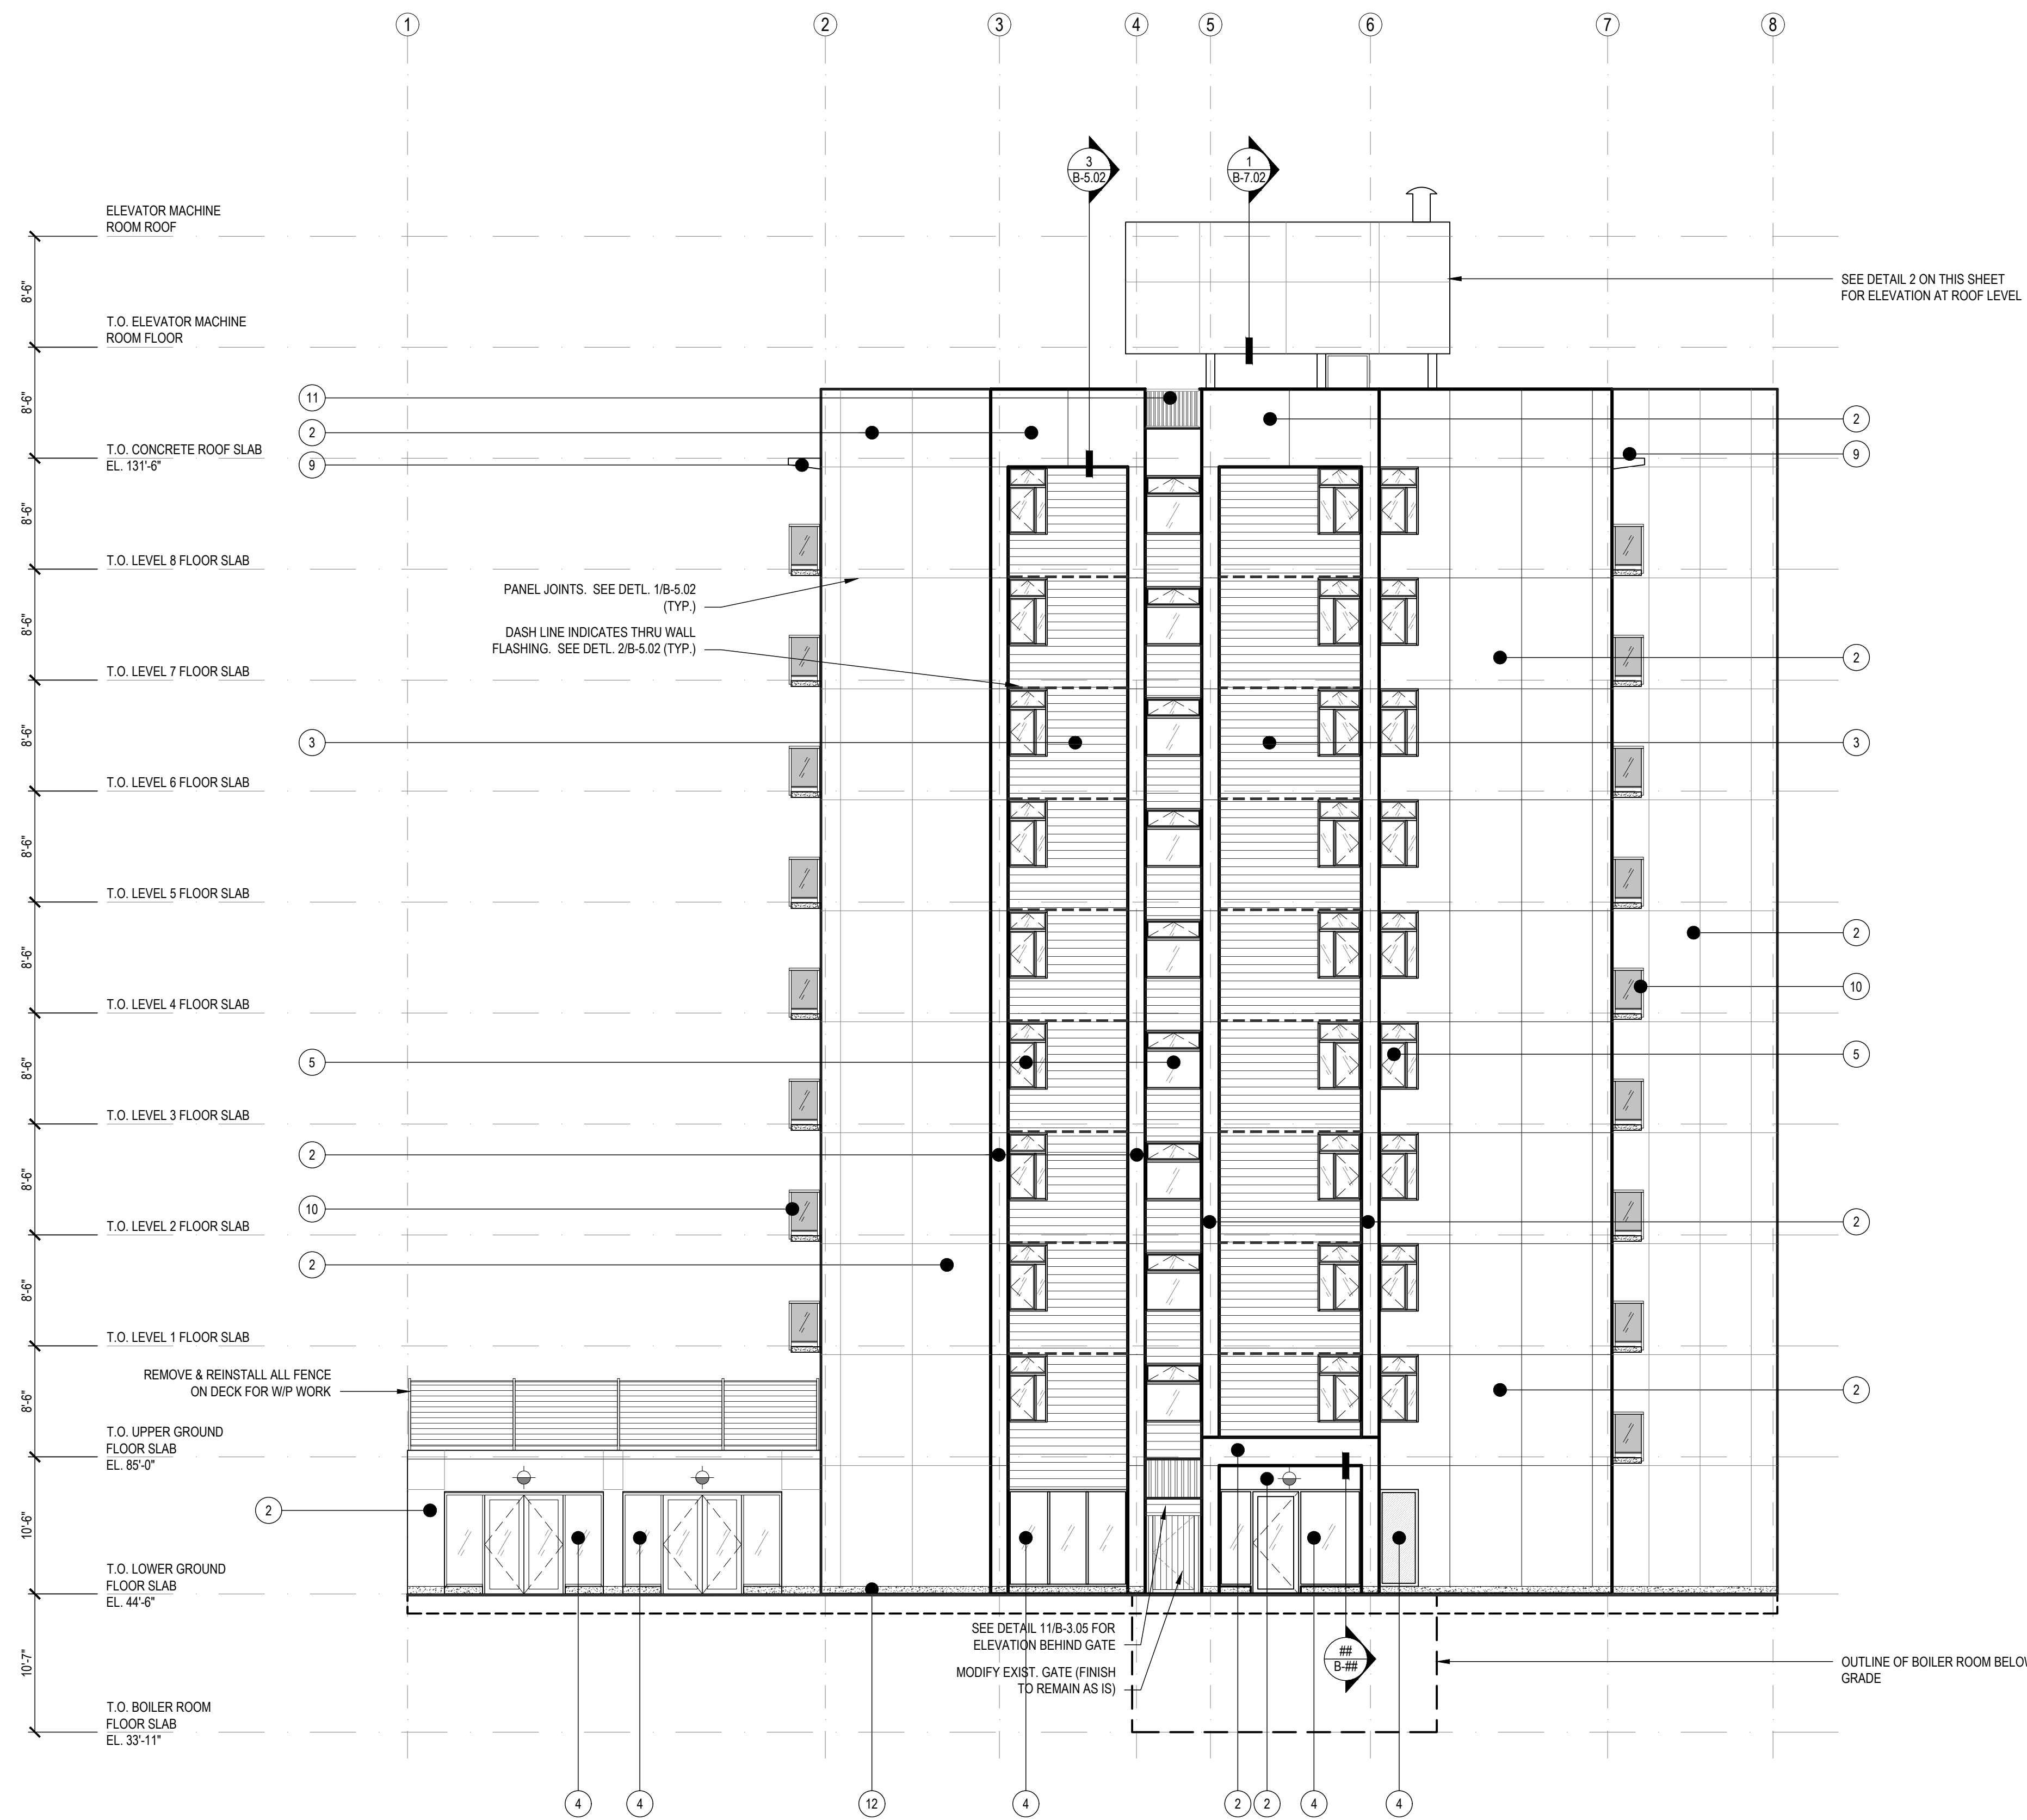 1
2
3
4
5
6
7
8
3
B-5.02
1
B-7.02
ELEVATOR MACHINE
ROOM ROOF
8'-6"
SEE DETAIL 2 ON THIS SHEET
FOR ELEVATION AT ROOF LEVEL
T.O. ELEVATOR MACHINE
ROOM FLOOR
8'-6"
11
2
2
T.O. CONCRETE ROOF SLAB
EL. 131'-6"
9
9
8'-6"
T.O. LEVEL 8 FLOOR SLAB
PANEL JOINTS. SEE DETL. 1/B-5.02
(TYP.)
8'-6"
DASH LINE INDICATES THRU WALL
FLASHING. SEE DETL. 2/B-5.02 (TYP.)
2
T.O. LEVEL 7 FLOOR SLAB
8'-6"
3
3
T.O. LEVEL 6 FLOOR SLAB
8'-6"
T.O. LEVEL 5 FLOOR SLAB
2
8'-6"
10
T.O. LEVEL 4 FLOOR SLAB
8'-6"
5
5
T.O. LEVEL 3 FLOOR SLAB
8'-6"
2
10
2
T.O. LEVEL 2 FLOOR SLAB
2
8'-6"
T.O. LEVEL 1 FLOOR SLAB
REMOVE & REINSTALL ALL FENCE
ON DECK FOR W/P WORK
2
8'-6"
T.O. UPPER GROUND
FLOOR SLAB
EL. 85'-0"
2
10'-6"
T.O. LOWER GROUND
FLOOR SLAB
EL. 44'-6"
SEE DETAIL 11/B-3.05 FOR
ELEVATION BEHIND GATE
MODIFY EXIST. GATE (FINISH
TO REMAIN AS IS)
##
B-##
10'-7"
OUTLINE OF BOILER ROOM BELOW
GRADE
T.O. BOILER ROOM
FLOOR SLAB
EL. 33'-11"
4
4
12
4
2
2
4
4